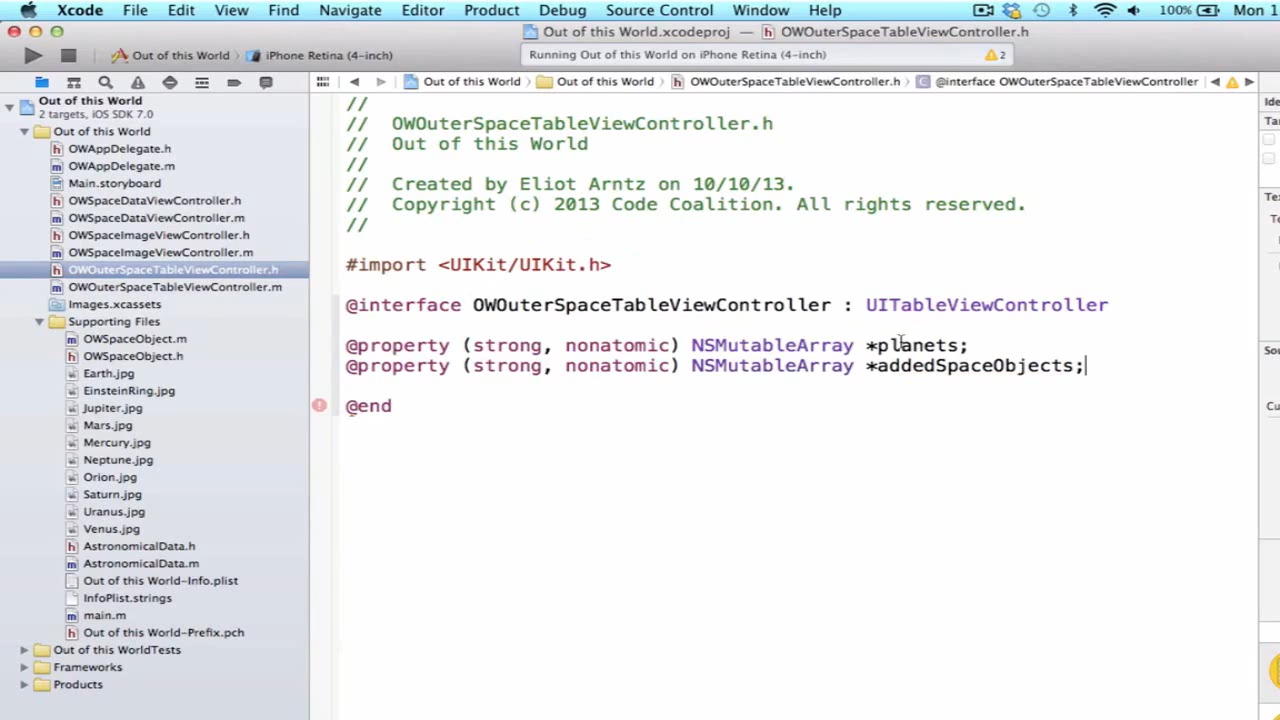 Xcode File Edit View Find Navigate Editor Product Debug Source Control Window Help 100% Mon 1
Out of this World.xcodeproj — OWOuterSpaceTableViewController.h
Out of this World iPhone Retina (4-inch) Running Out of this World on iPhone Retina (4-inch) 2
Out of this World Out of this World OWOuterSpaceTableViewController.h @interface OWOuterSpaceTableViewController
Out of this World
2 targets, iOS SDK 7.0
Out of this World
OWAppDelegate.h
OWAppDelegate.m
Main.storyboard
OWSpaceDataViewController.h
OWSpaceDataViewController.m
OWSpaceImageViewController.h
OWSpaceImageViewController.m
OWOuterSpaceTableViewController.h
OWOuterSpaceTableViewController.m
Images.xcassets
Supporting Files
OWSpaceObject.m
OWSpaceObject.h
Earth.jpg
EinsteinRing.jpg
Jupiter.jpg
Mars.jpg
Mercury.jpg
Neptune.jpg
Orion.jpg
Saturn.jpg
Uranus.jpg
Venus.jpg
AstronomicalData.h
AstronomicalData.m
Out of this World-Info.plist
InfoPlist.strings
main.m
Out of this World-Prefix.pch
Out of this WorldTests
Frameworks
Products
//
// OWOuterSpaceTableViewController.h
// Out of this World
//
// Created by Eliot Arntz on 10/10/13.
// Copyright (c) 2013 Code Coalition. All rights reserved.
//
#import <UIKit/UIKit.h>
@interface OWOuterSpaceTableViewController : UITableViewController
@property (strong, nonatomic) NSMutableArray *planets;
@property (strong, nonatomic) NSMutableArray *addedSpaceObjects;
@end
Ide
Ta
Te
Te
Sou
Cu